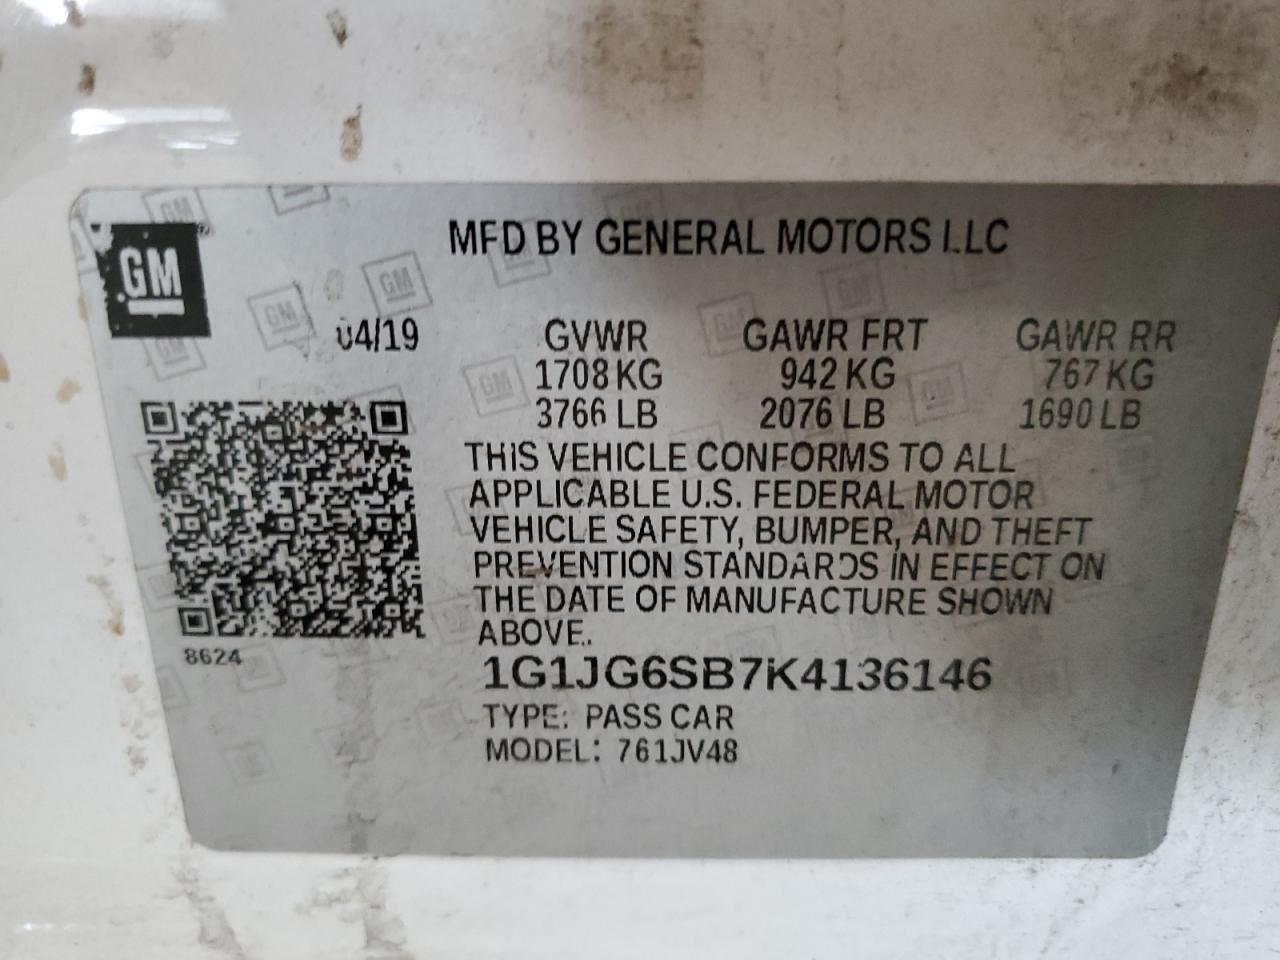 GM
MFD BY GENERAL MOTORS LLC
04/19 GVWR GAWR FRT GAWR RR
1708 KG 942 KG 767 KG
3766 LB 2076 LB 1690 LB
THIS VEHICLE CONFORMS TO ALL
APPLICABLE U.S. FEDERAL MOTOR
VEHICLE SAFETY, BUMPER, AND THEFT
PREVENTION STANDARDS IN EFFECT ON
THE DATE OF MANUFACTURE SHOWN
ABOVE.
8624
1G1JG6SB7K4136146
TYPE: PASS CAR
MODEL: 761JV48